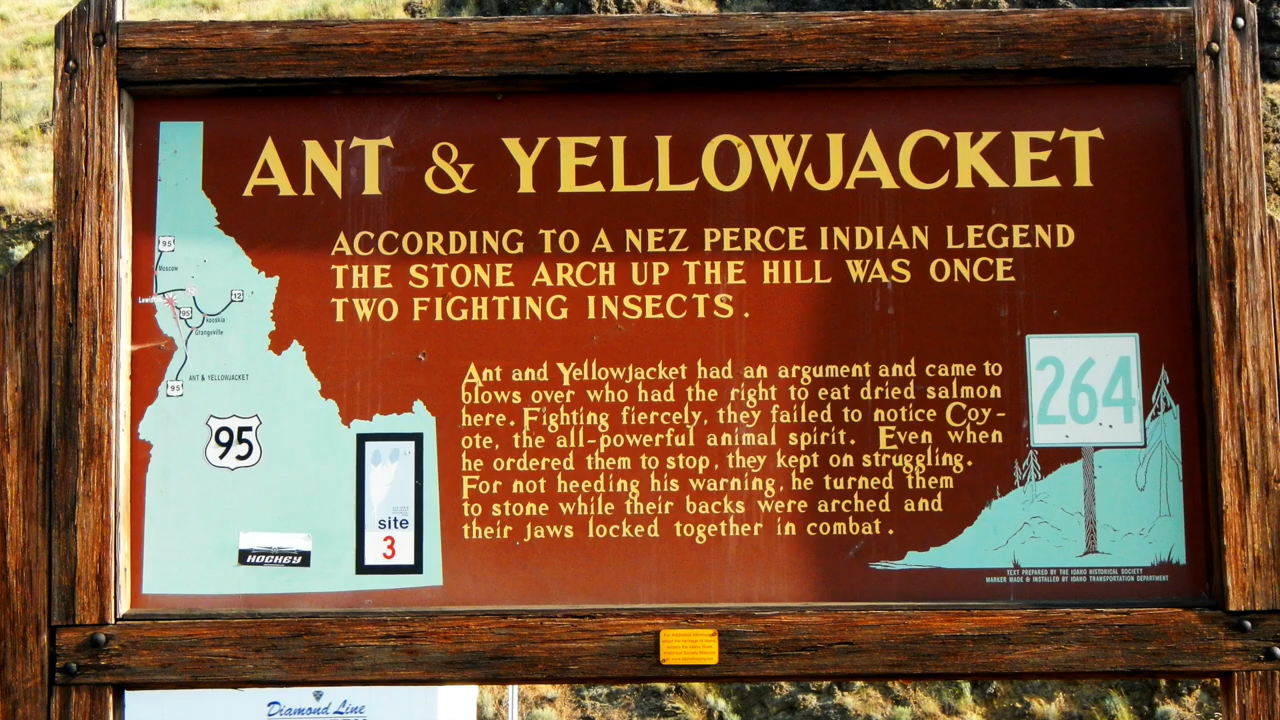 ANT & YELLOWJACKET
ACCORDING TO A NEZ PERCE INDIAN LEGEND
THE STONE ARCH UP THE HILL WAS ONCE
TWO FIGHTING INSECTS.
Ant and Yellowjacket had an argument and came to
blows over who had the right to eat dried salmon
here. Fighting fiercely, they failed to notice Coy-
ote, the all-powerful animal spirit. Even when
he ordered them to stop, they kept on struggling.
For not heeding his warning, he turned them
to stone while their backs were arched and
their jaws locked together in combat.
95
Moscow
Lewiston
12
95
Kooskia
Grangeville
ANT & YELLOWJACKET
95
95
HOCKEY
site
3
264
TEXT PREPARED BY THE IDAHO HISTORICAL SOCIETY
MARKER MADE & INSTALLED BY IDAHO TRANSPORTATION DEPARTMENT
Diamond Line